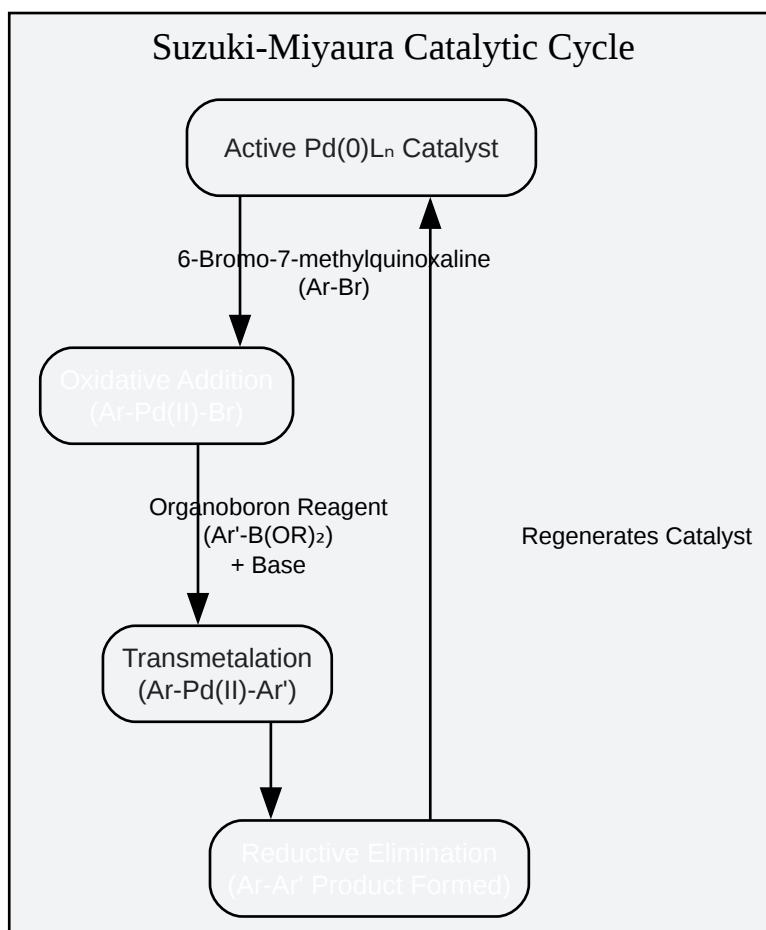 Suzuki-Miyaura Catalytic Cycle
Active Pd(0)Lₙ Catalyst
6-Bromo-7-methylquinoxaline
(Ar-Br)
Oxidative Addition
(Ar-Pd(II)-Br)
Organoboron Reagent
(Ar'-B(OR)₂)
+ Base
Regenerates Catalyst
Transmetalation
(Ar-Pd(II)-Ar')
Reductive Elimination
(Ar-Ar' Product Formed)